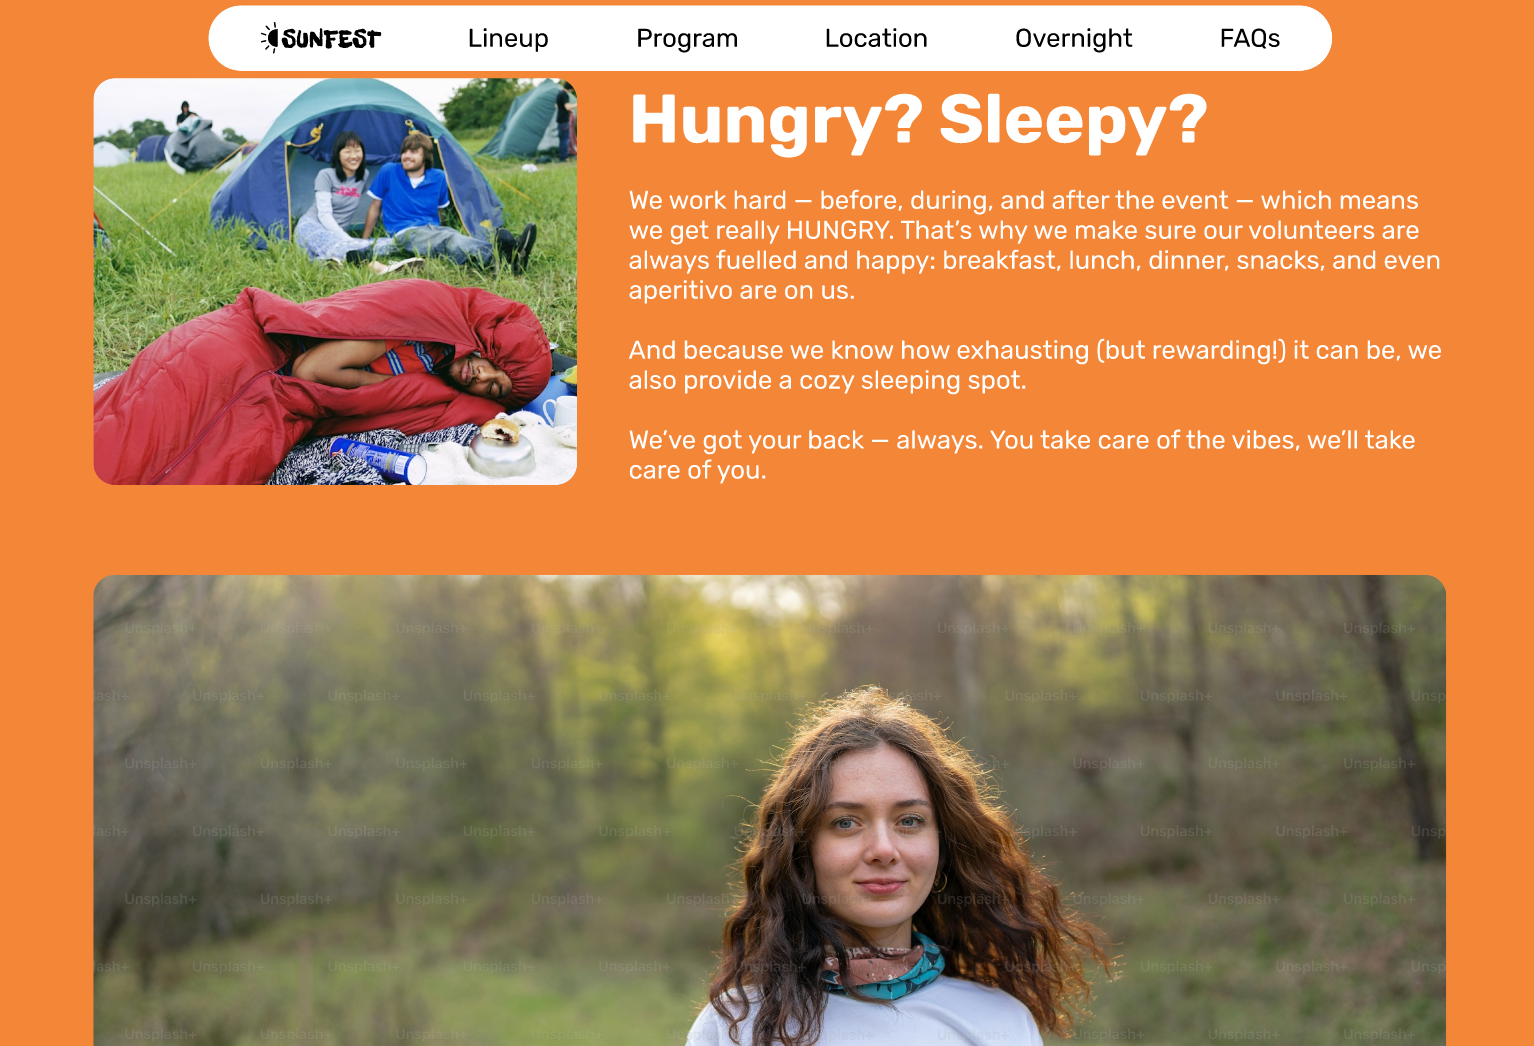 SUNFEST
Lineup
Program
Location
Overnight
FAQs
Hungry? Sleepy?
We work hard — before, during, and after the event — which means
we get really HUNGRY. That’s why we make sure our volunteers are
always fuelled and happy: breakfast, lunch, dinner, snacks, and even
aperitivo are on us.
And because we know how exhausting (but rewarding!) it can be, we
also provide a cozy sleeping spot.
We’ve got your back — always. You take care of the vibes, we’ll take
care of you.
Unsplash+